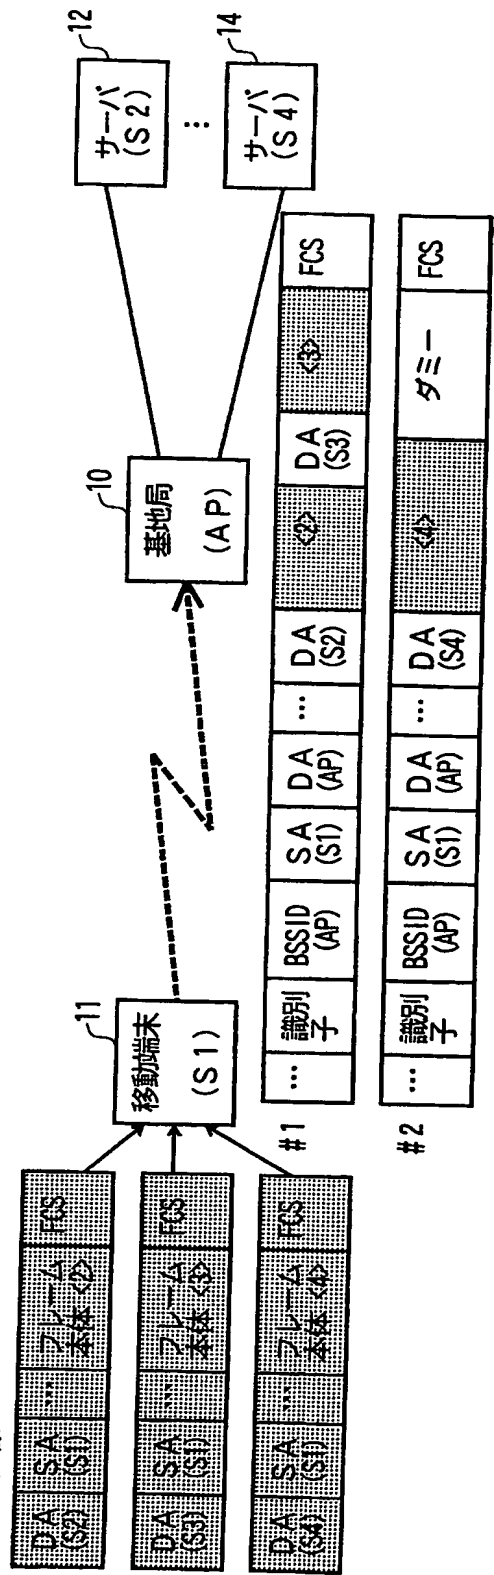 DA
(S2)
SA
(S1)
…
フレーム
本体<2>
FCS
DA
(S3)
SA
(S1)
…
フレーム
本体<3>
FCS
DA
(S4)
SA
(S1)
…
フレーム
本体<4>
FCS
11
移動端末
(S1)
10
基地局
(AP)
12
サーバ
(S2)
…
14
サーバ
(S4)
#1
…
識別
子
BSSID
(AP)
SA
(S1)
DA
(AP)
…
DA
(S2)
<2>
DA
(S3)
<3>
FCS
#2
…
識別
子
BSSID
(AP)
SA
(S1)
DA
(AP)
…
DA
(S4)
<4>
ダミー
FCS